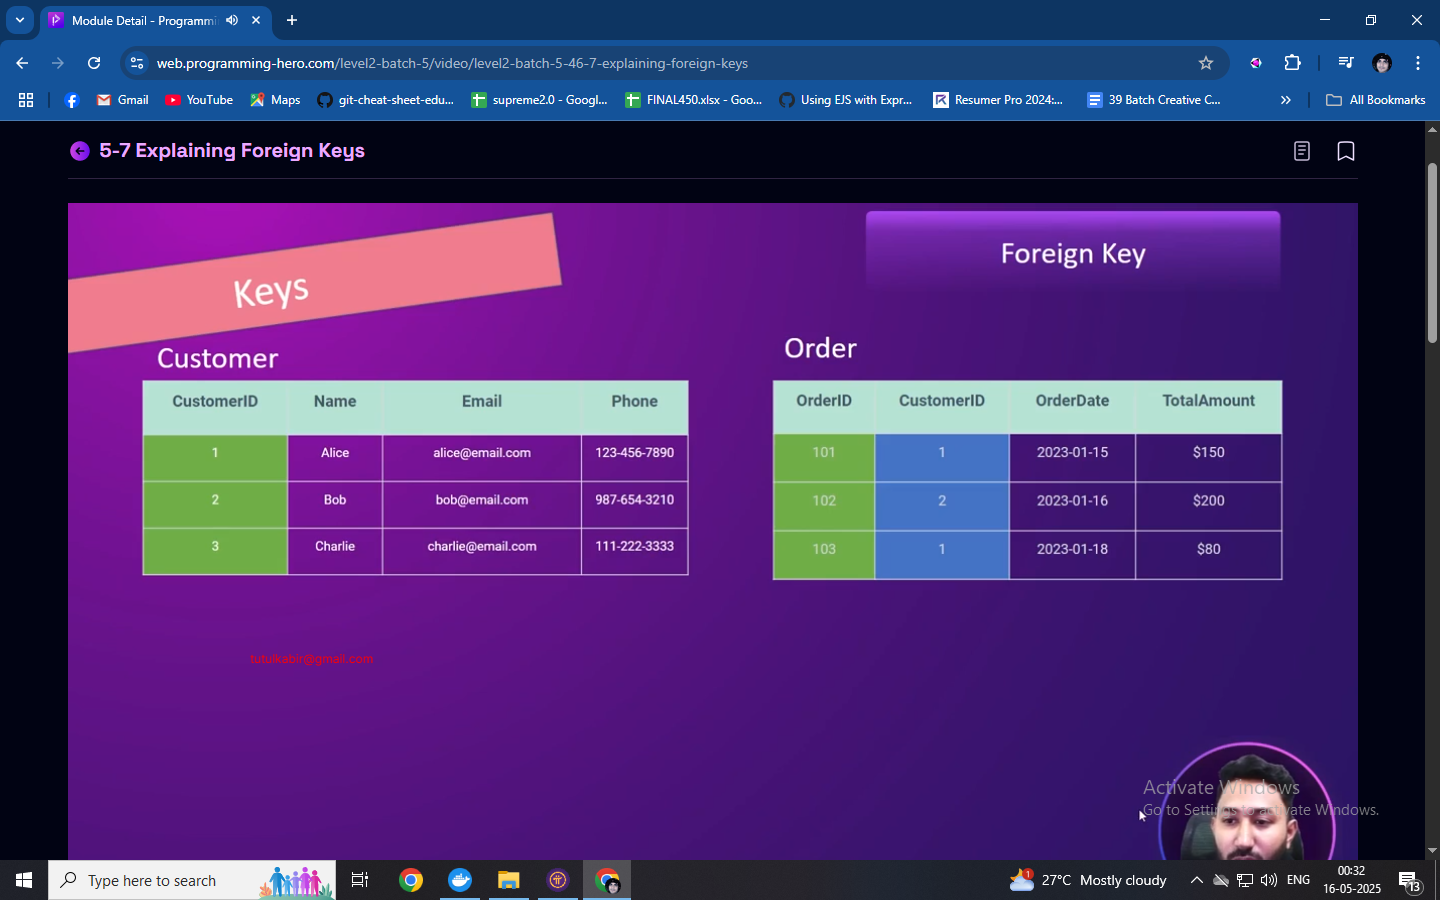 Module Detail - Programmi
web.programming-hero.com/level2-batch-5/video/level2-batch-5-46-7-explaining-foreign-keys
Gmail
YouTube
Maps
git-cheat-sheet-edu...
supreme2.0 - Googl...
FINAL450.xlsx - Goo...
Using EJS with Expr...
Resumer Pro 2024:...
39 Batch Creative C...
All Bookmarks
5-7 Explaining Foreign Keys
Keys
Foreign Key
Customer
CustomerID Name Email Phone
1 Alice alice@email.com 123-456-7890
2 Bob bob@email.com 987-654-3210
3 Charlie charlie@email.com 111-222-3333
Order
OrderID CustomerID OrderDate TotalAmount
101 1 2023-01-15 $150
102 2 2023-01-16 $200
103 1 2023-01-18 $80
tutulkabir@gmail.com
Activate Windows
Go to Settings to activate Windows.
Type here to search
1
27°C Mostly cloudy
ENG
00:32
16-05-2025
13